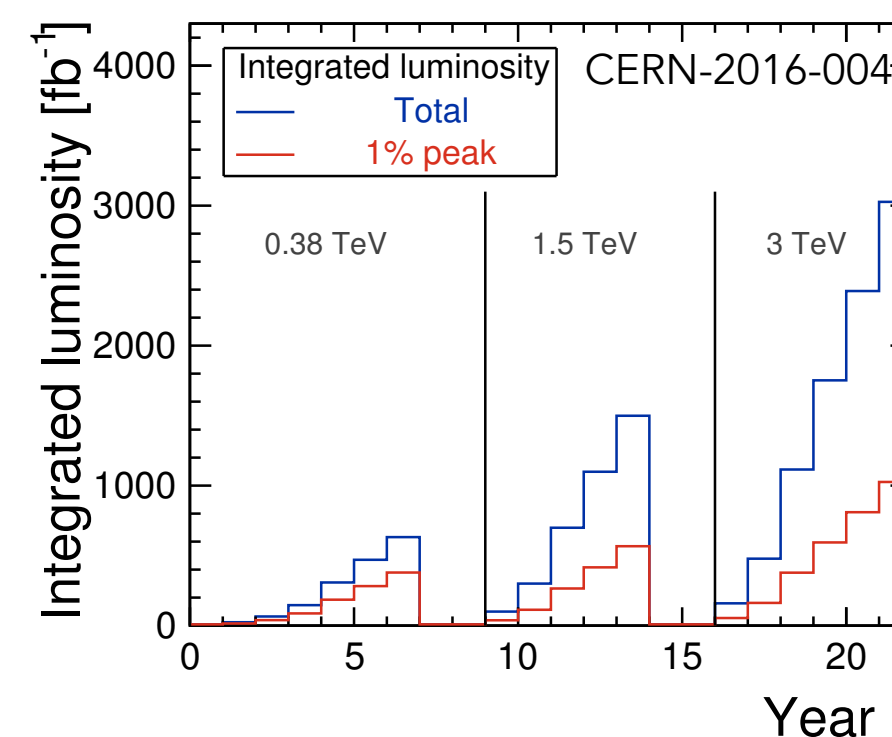 Integrated luminosity [fb⁻¹]
4000
3000
2000
1000
0
Integrated luminosity
Total
1% peak
CERN-2016-004
0.38 TeV
1.5 TeV
3 TeV
0 5 10 15 20
Year